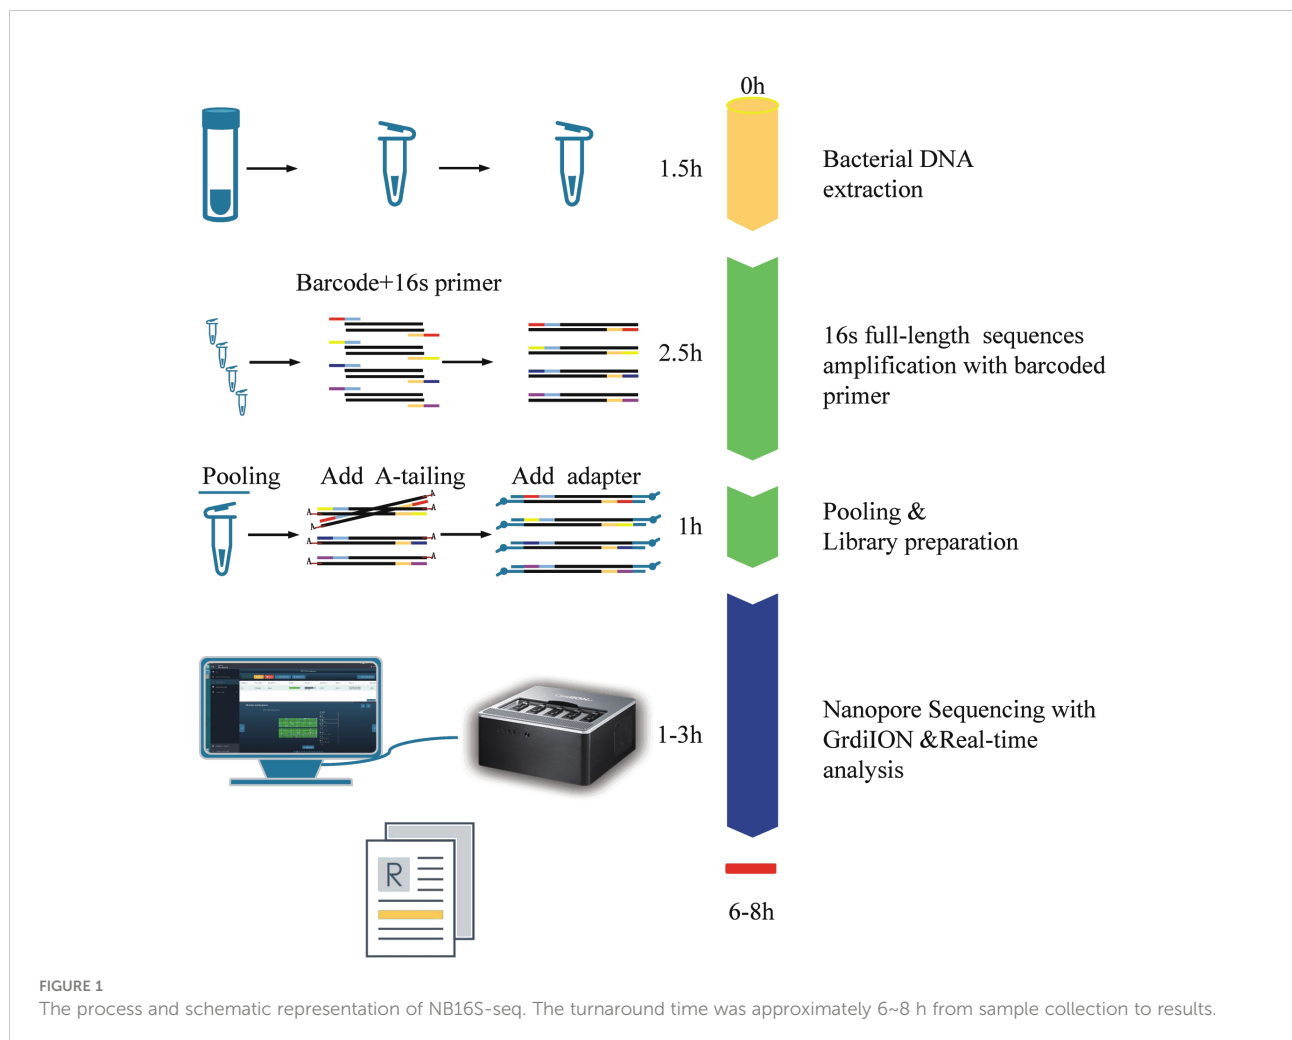 0h
1.5h
Bacterial DNA
extraction
Barcode+16s primer
2.5h
16s full-length sequences
amplification with barcoded
primer
Pooling
Add A-tailing
Add adapter
A
A
A
A
A
A
A
1h
Pooling &
Library preparation
1-3h
Nanopore Sequencing with
GrdiION &Real-time
analysis
R
6-8h
FIGURE 1
The process and schematic representation of NB16S-seq. The turnaround time was approximately 6~8 h from sample collection to results.